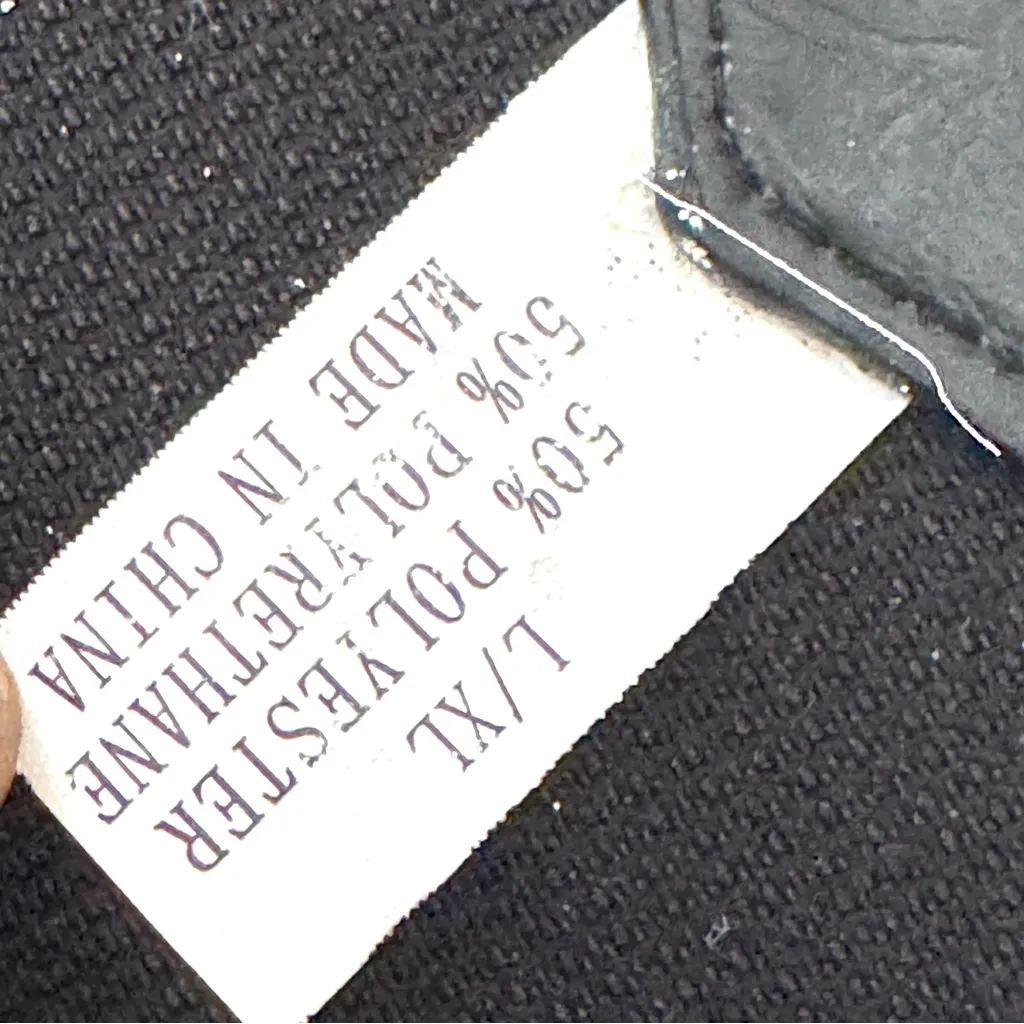 L/XL
50% POLYESTER
50% POLYRETHANE
MADE IN CHINA